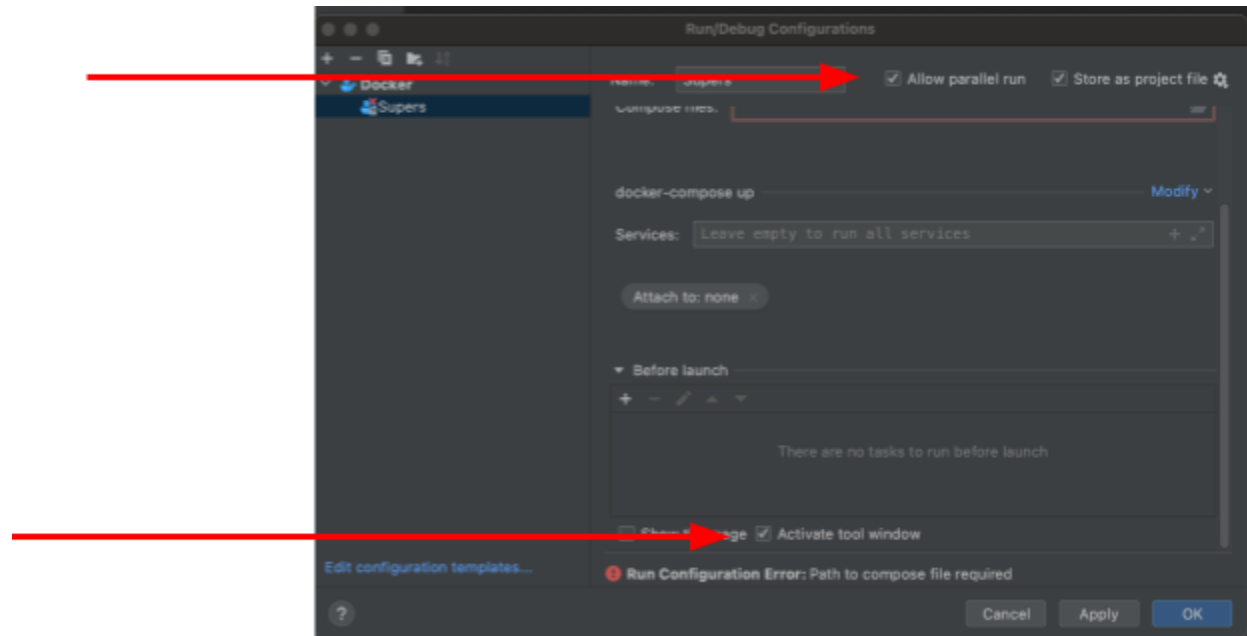 Run/Debug Configurations
Docker
Supers
Name: Supers Allow parallel run Store as project file
Compose files:
docker-compose up Modify
Services: Leave empty to run all services
Attach to: none ×
Before launch
There are no tasks to run before launch
Show page Activate tool window
Edit configuration templates...
Run Configuration Error: Path to compose file required
? Cancel Apply OK